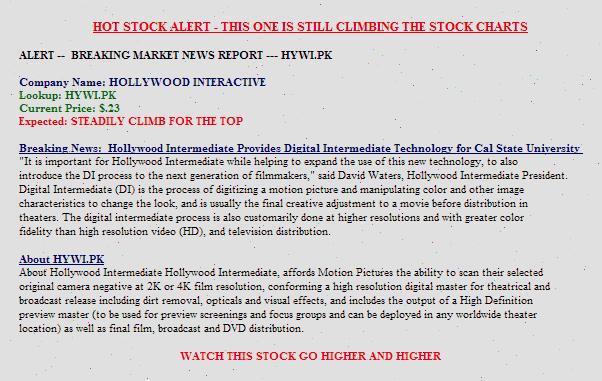 HOT STOCK ALERT - THIS ONE IS STILL CLIMBING THE STOCK CHARTS
ALERT -- BREAKING MARKET NEWS REPORT --- HYWI.PK
Company Name: HOLLYWOOD INTERACTIVE
Lookup: HYWI.PK
Current Price: $.23
Expected: STEADILY CLIMB FOR THE TOP
Breaking News: Hollywood Intermediate Provides Digital Intermediate Technology for Cal State University
"It is important for Hollywood Intermediate while helping to expand the use of this new technology, to also
introduce the DI process to the next generation of filmmakers," said David Waters, Hollywood Intermediate President.
Digital Intermediate (DI) is the process of digitizing a motion picture and manipulating color and other image
characteristics to change the look, and is usually the final creative adjustment to a movie before distribution in
theaters. The digital intermediate process is also customarily done at higher resolutions and with greater color
fidelity than high resolution video (HD), and television distribution.
About HYWI.PK
About Hollywood Intermediate Hollywood Intermediate, affords Motion Pictures the ability to scan their selected
original camera negative at 2K or 4K film resolution, conforming a high resolution digital master for theatrical and
broadcast release including dirt removal, opticals and visual effects, and includes the output of a High Definition
preview master (to be used for preview screenings and focus groups and can be deployed in any worldwide theater
location) as well as final film, broadcast and DVD distribution.
WATCH THIS STOCK GO HIGHER AND HIGHER